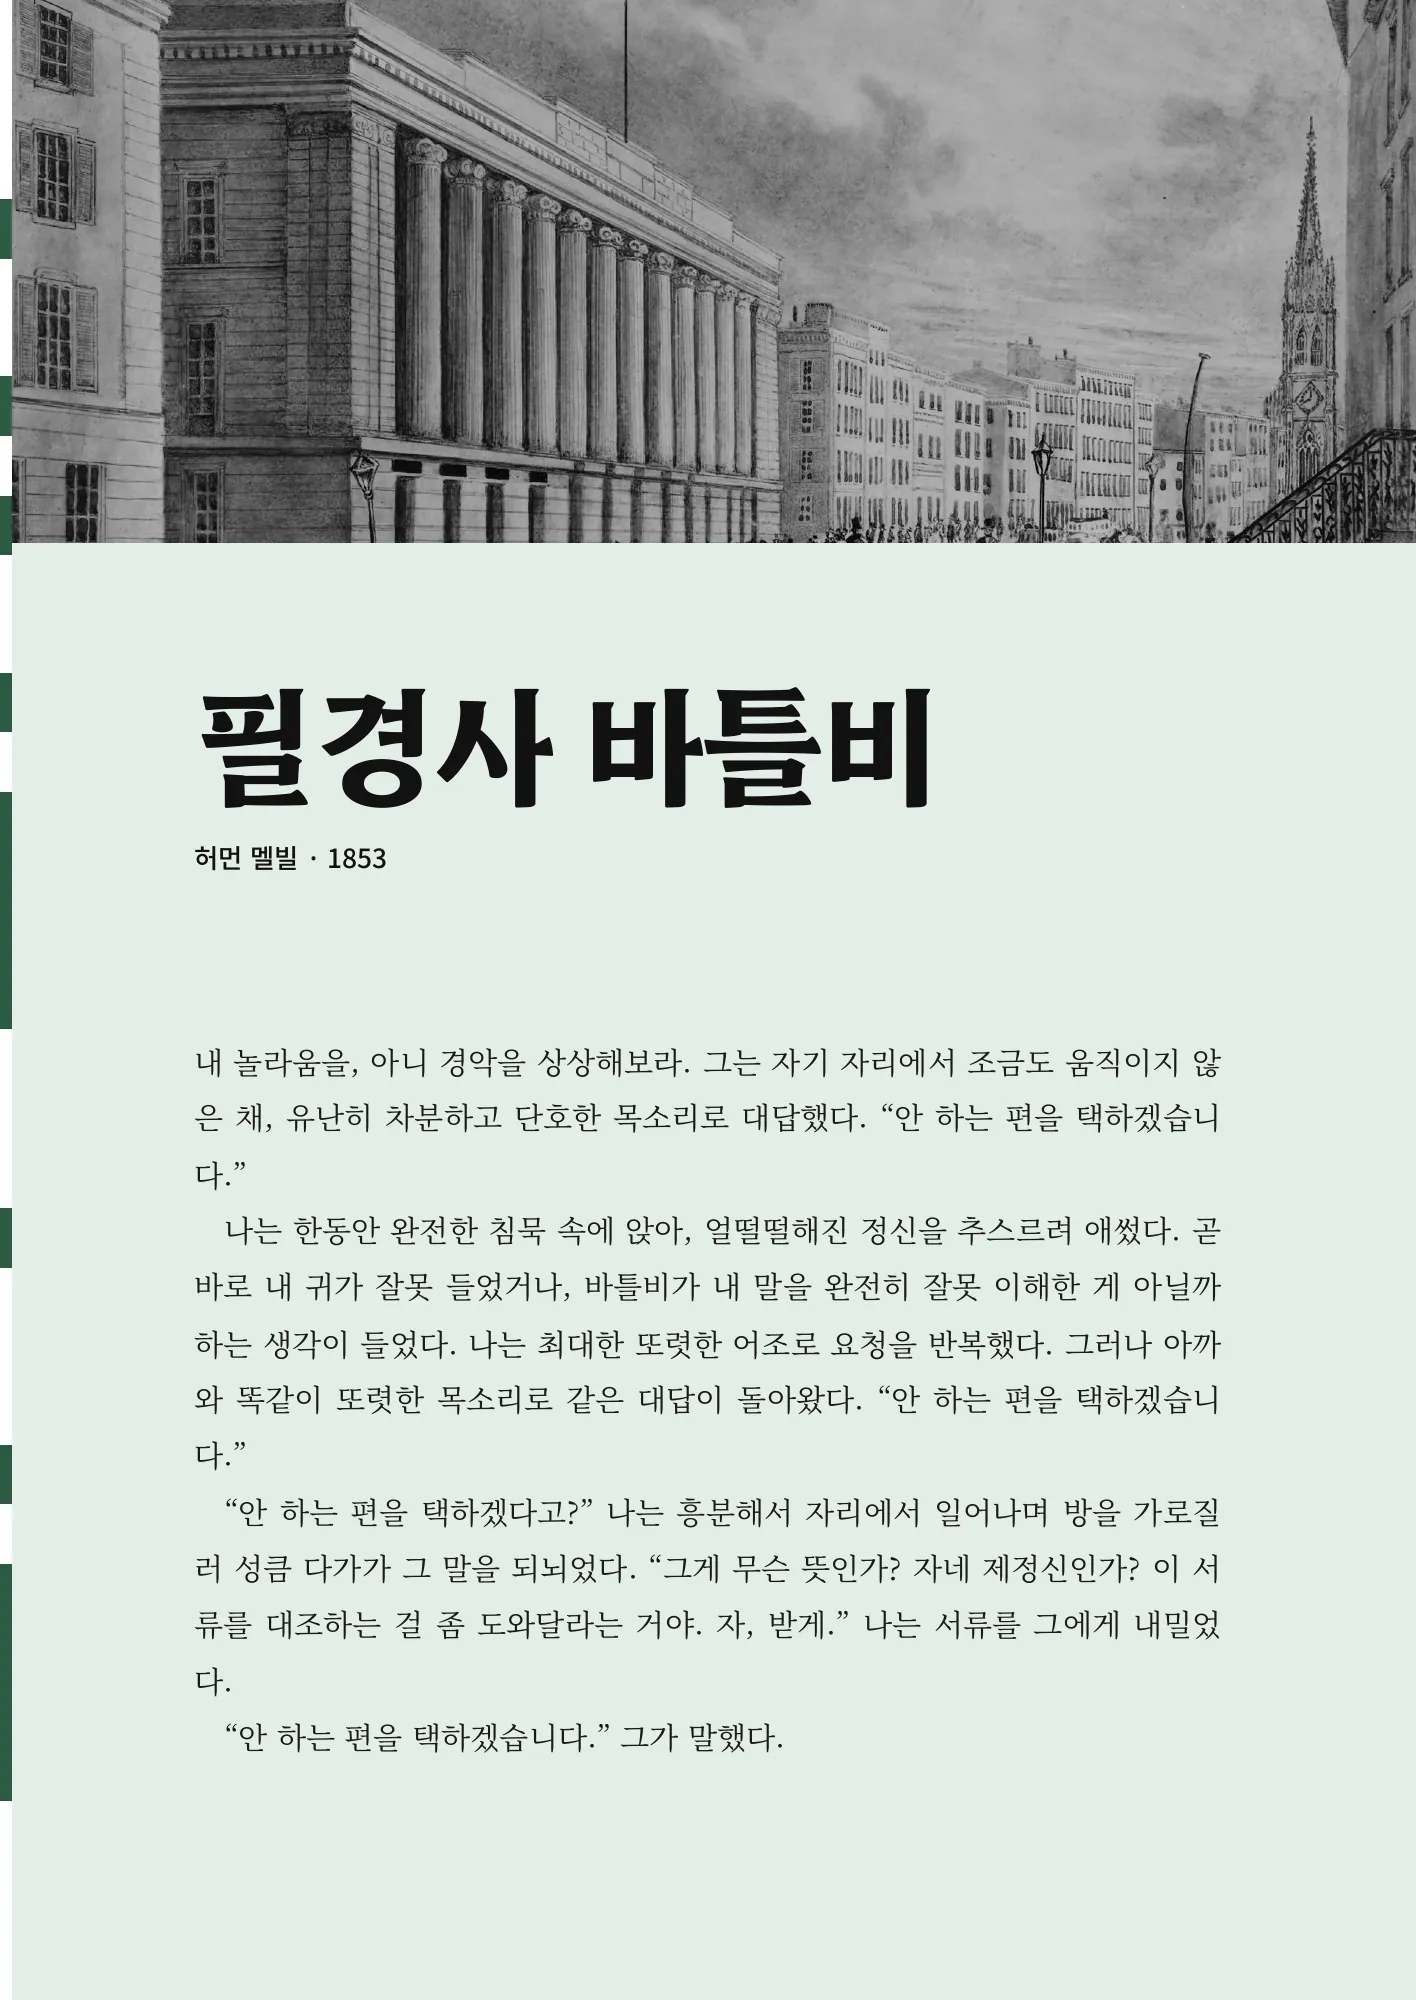 필경사 바틀비
허먼 멜빌 · 1853
내 놀라움을, 아니 경악을 상상해보라. 그는 자기 자리에서 조금도 움직이지 않
은 채, 유난히 차분하고 단호한 목소리로 대답했다. “안 하는 편을 택하겠습니
다.”
나는 한동안 완전한 침묵 속에 앉아, 얼떨떨해진 정신을 추스르려 애썼다. 곧
바로 내 귀가 잘못 들었거나, 바틀비가 내 말을 완전히 잘못 이해한 게 아닐까
하는 생각이 들었다. 나는 최대한 또렷한 어조로 요청을 반복했다. 그러나 아까
와 똑같이 또렷한 목소리로 같은 대답이 돌아왔다. “안 하는 편을 택하겠습니
다.”
“안 하는 편을 택하겠다고?” 나는 흥분해서 자리에서 일어나며 방을 가로질
러 성큼 다가가 그 말을 되뇌었다. “그게 무슨 뜻인가? 자네 제정신인가? 이 서
류를 대조하는 걸 좀 도와달라는 거야. 자, 받게.” 나는 서류를 그에게 내밀었
다.
“안 하는 편을 택하겠습니다.” 그가 말했다.